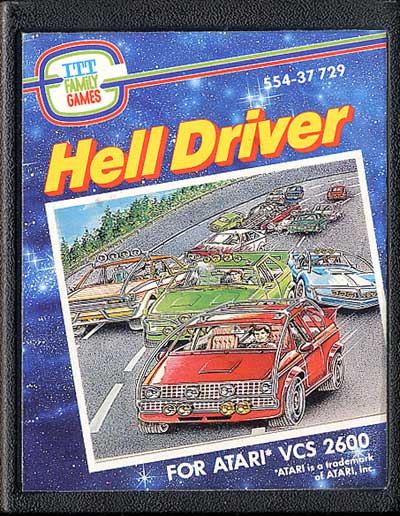 ITT
FAMILY
GAMES
554-37 729
Hell Driver
FOR ATARI* VCS 2600
*ATARI is a trademark
of ATARI, Inc.